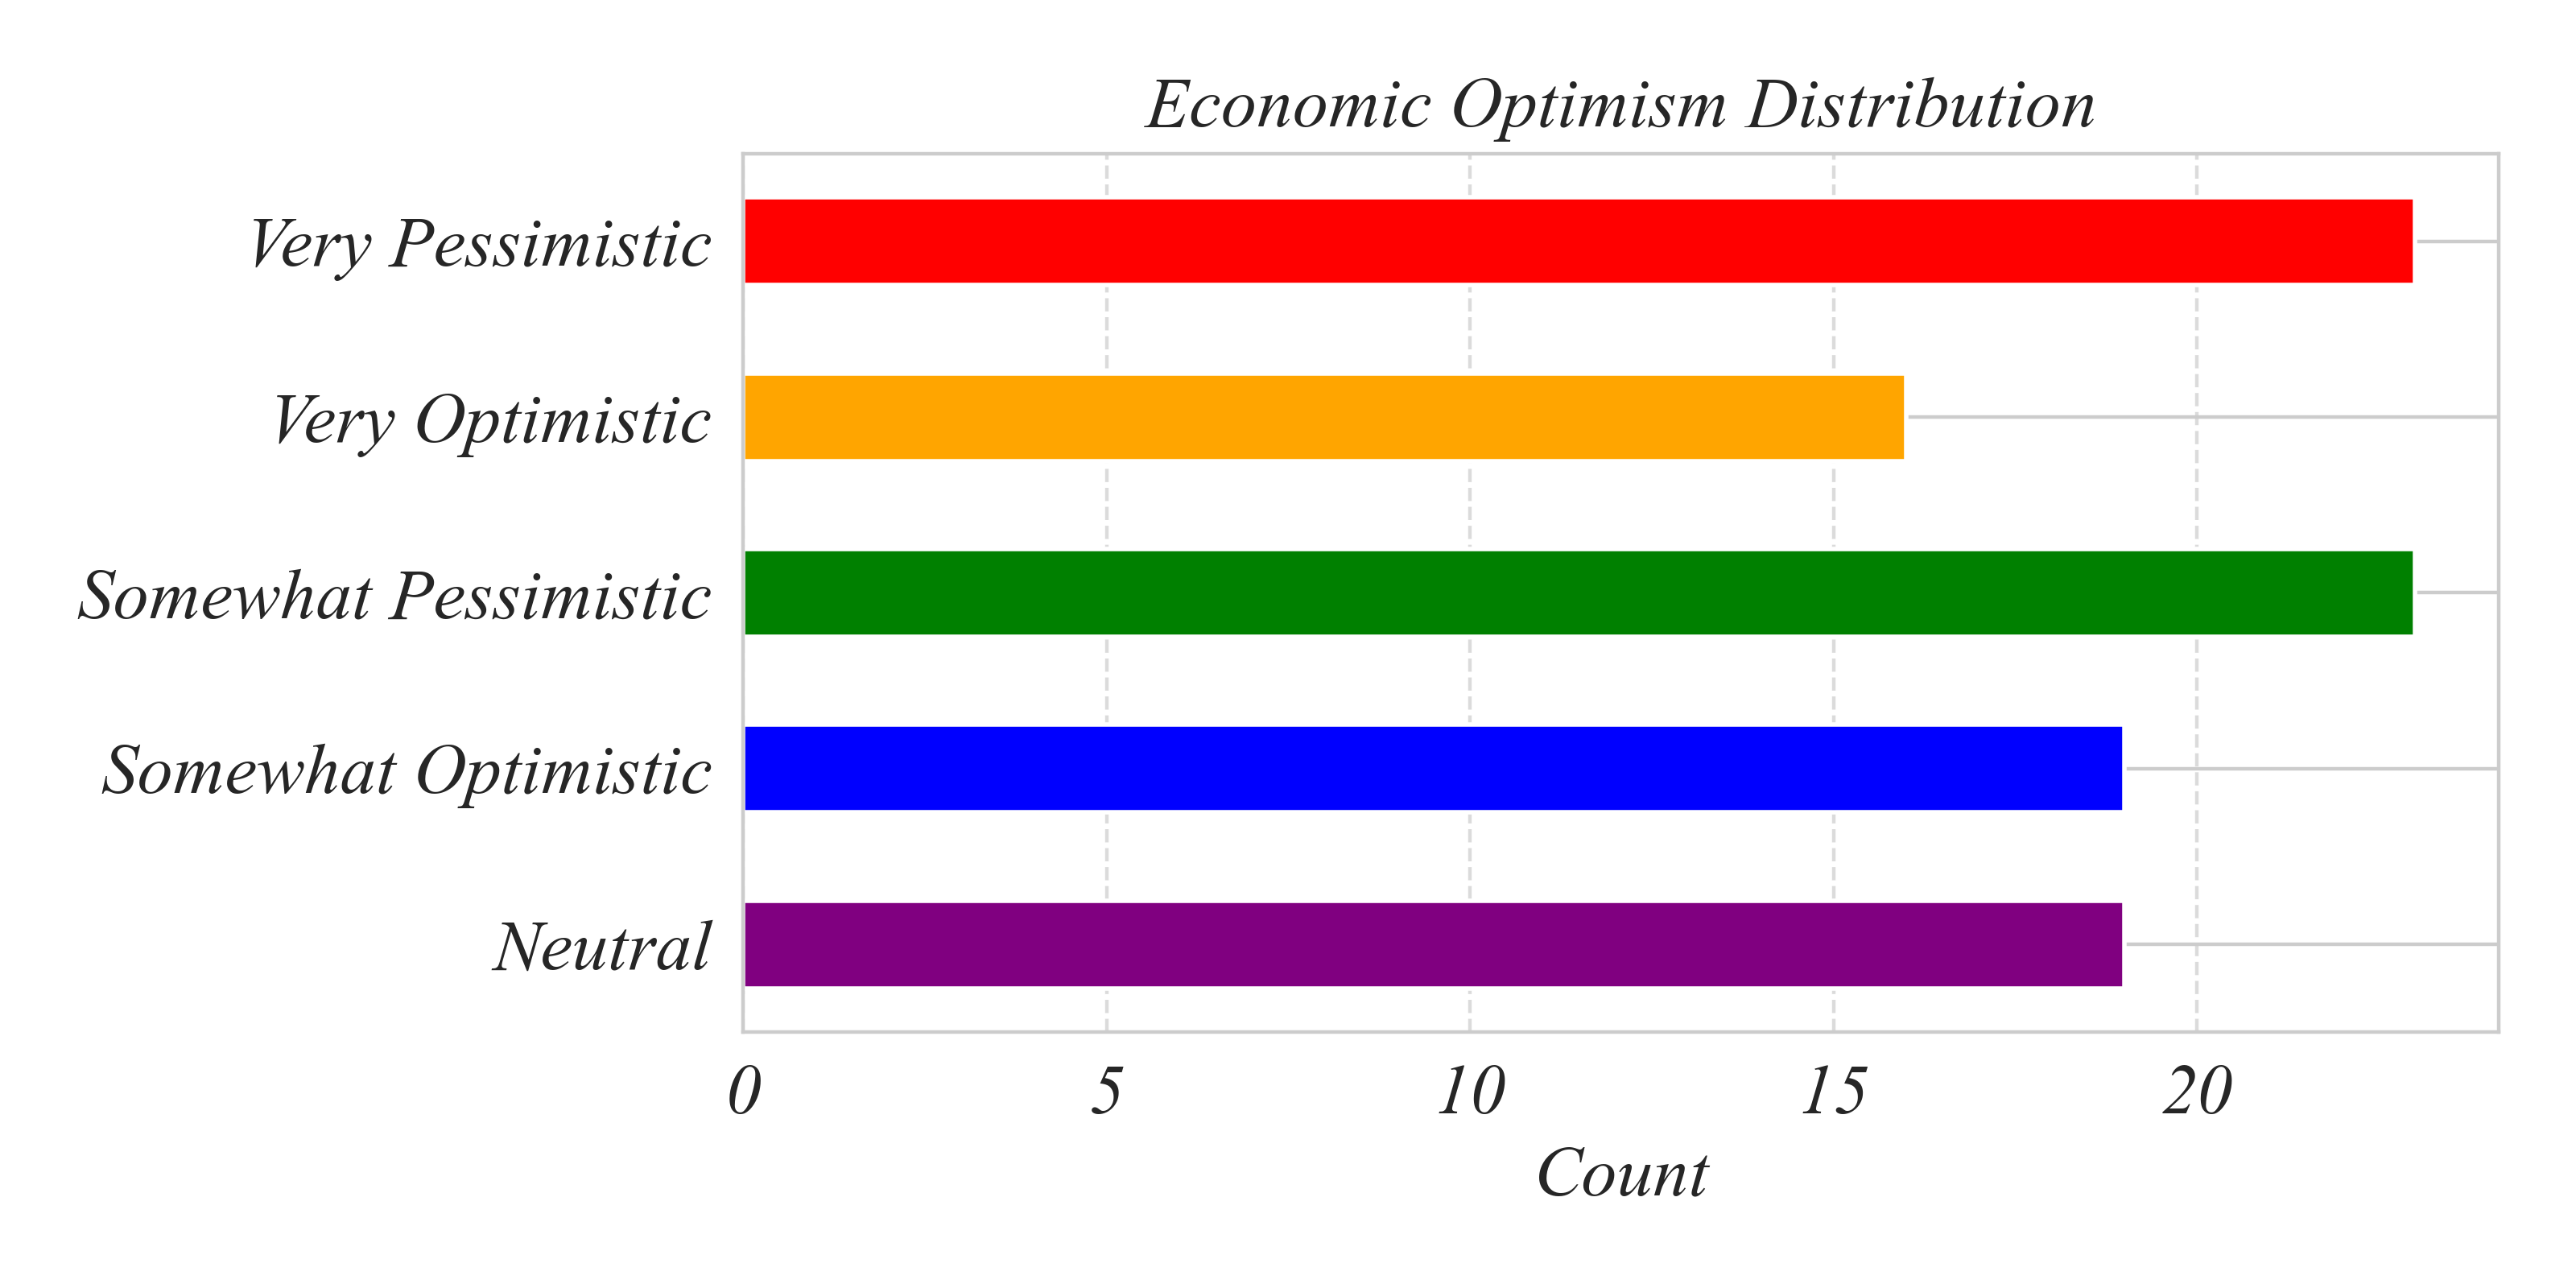 Economic Optimism Distribution
Very Pessimistic
Very Optimistic
Somewhat Pessimistic
Somewhat Optimistic
Neutral
0 5 10 15 20
Count